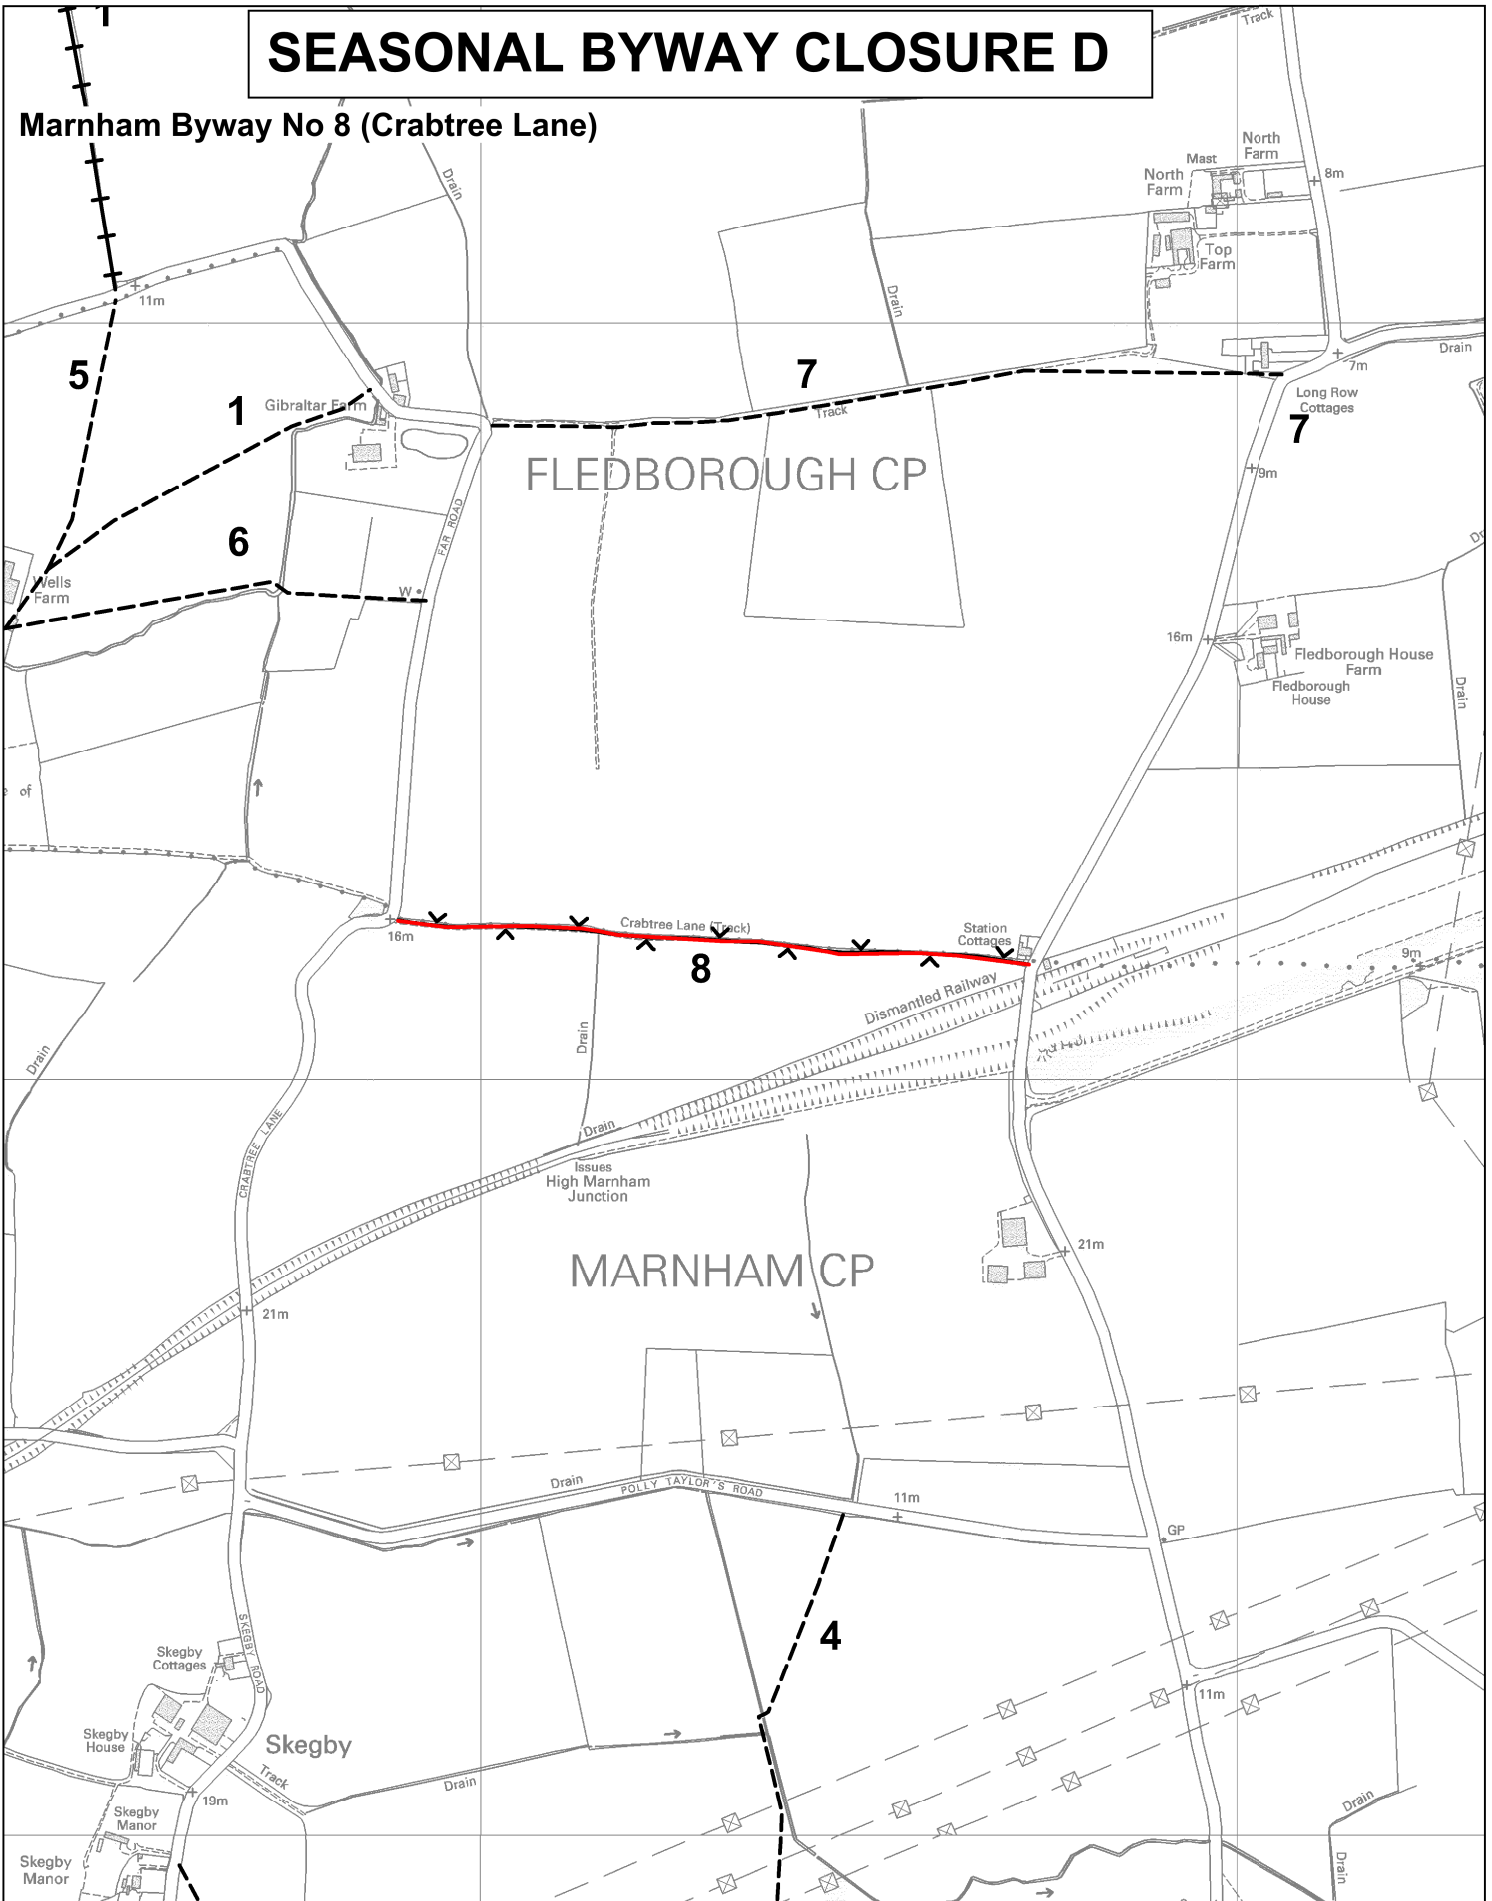 1
SEASONAL BYWAY CLOSURE D
Track
Marnham Byway No 8 (Crabtree Lane)
North
Farm
Mast
North
Farm
8m
Drain
Top
Farm
11m
Drain
7m
Drain
5
7
1
Gibraltar Farm
Track
Long Row
Cottages
7
FLEDBOROUGH CP
9m
FAR ROAD
6
Wells
Farm
W
16m
Fledborough House
Farm
Fledborough
House
Drain
of
Crabtree Lane (Track)
Station
Cottages
16m
8
9m
Dismantled Railway
Drain
Drain
CRABTREE LANE
Drain
Issues
High Marnham
Junction
21m
MARNHAM CP
21m
Drain
POLLY TAYLOR'S ROAD
11m
GP
SKEGBY ROAD
4
Skegby
Cottages
11m
Skegby
House
Skegby
Track
Drain
19m
Skegby
Manor
Drain
Skegby
Manor
Drain